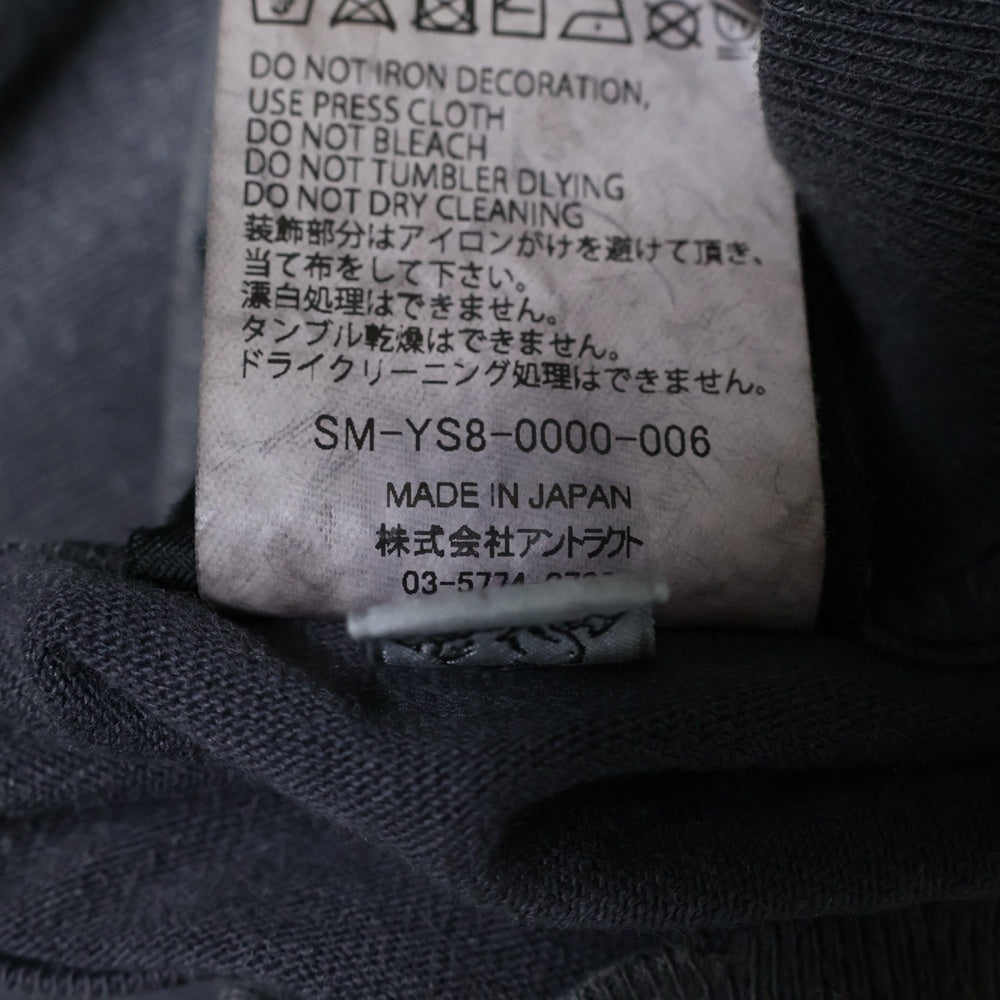 DO NOT IRON DECORATION,
USE PRESS CLOTH
DO NOT BLEACH
DO NOT TUMBLER DLYING
DO NOT DRY CLEANING
装飾部分はアイロンがけを避けて頂き、
当て布をして下さい。
漂白処理はできません。
タンブル乾燥はできません。
ドライクリーニング処理はできません。
SM-YS8-0000-006
MADE IN JAPAN
株式会社アントラクト